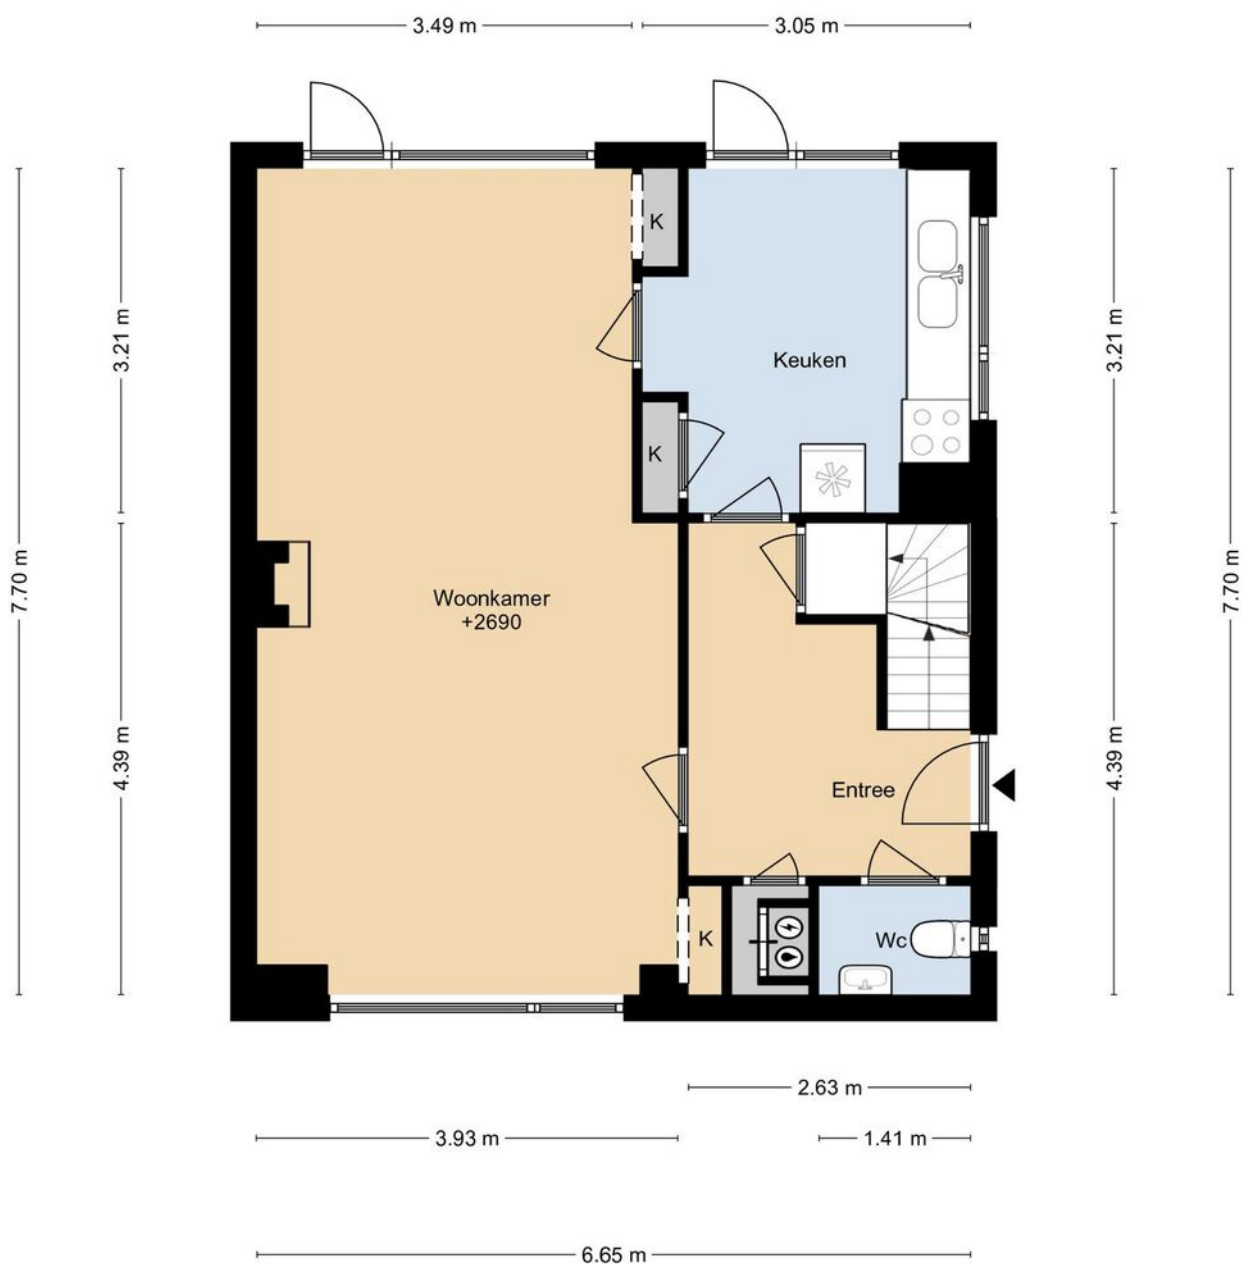 3.49 m
3.05 m
K
3.21 m
3.21 m
Keuken
K
7.70 m
Woonkamer
+2690
7.70 m
4.39 m
4.39 m
Entree
K
Wc
2.63 m
3.93 m
1.41 m
6.65 m